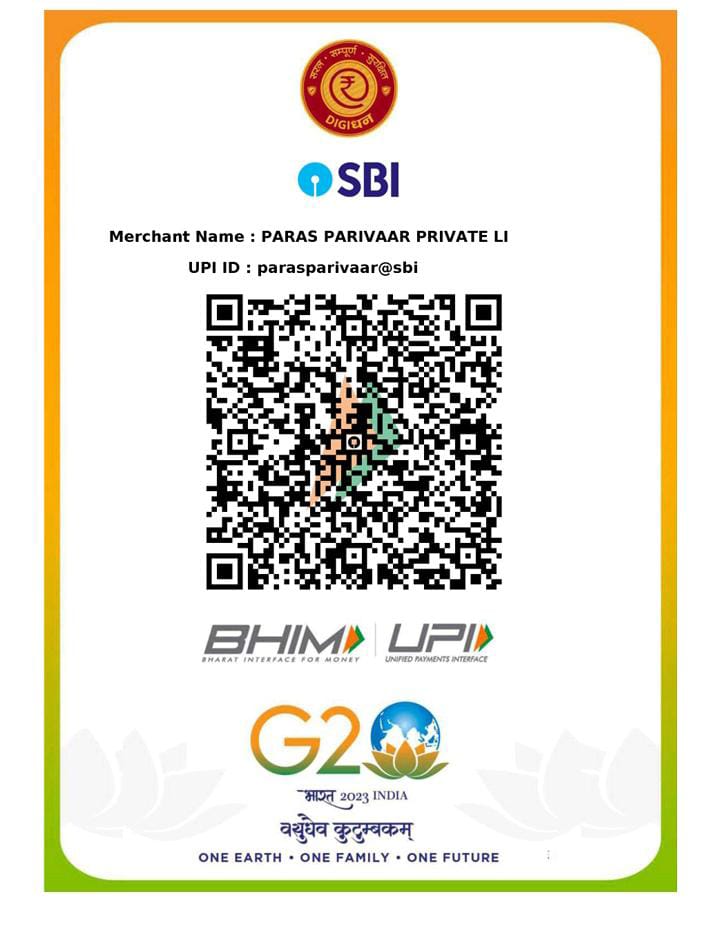 सरल • सम्पूर्ण • सुरक्षित
DIGIधन
SBI
Merchant Name : PARAS PARIVAAR PRIVATE LI
UPI ID : parasparivaar@sbi
BHIM UPI
BHARAT INTERFACE FOR MONEY UNIFIED PAYMENTS INTERFACE
G20
भारत 2023 INDIA
वसुधैव कुटुम्बकम्
ONE EARTH • ONE FAMILY • ONE FUTURE